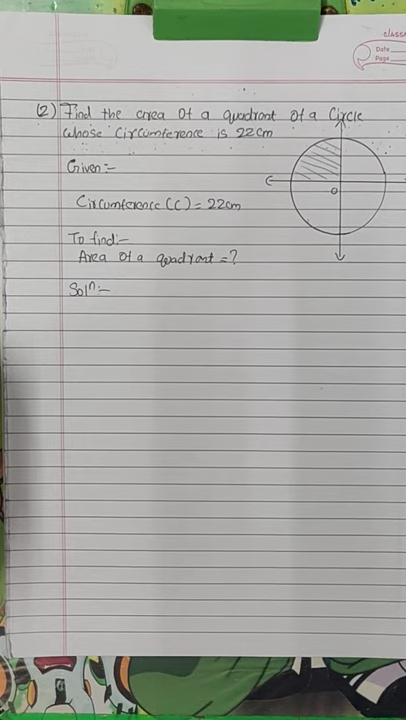 classm
Date
Page
(2) Find the area of a quadrant of a Circle
whose Circumference is 22cm
Given:-
Circumference (C) = 22cm
O
To find:-
Area of a quadrant = ?
Solⁿ:-